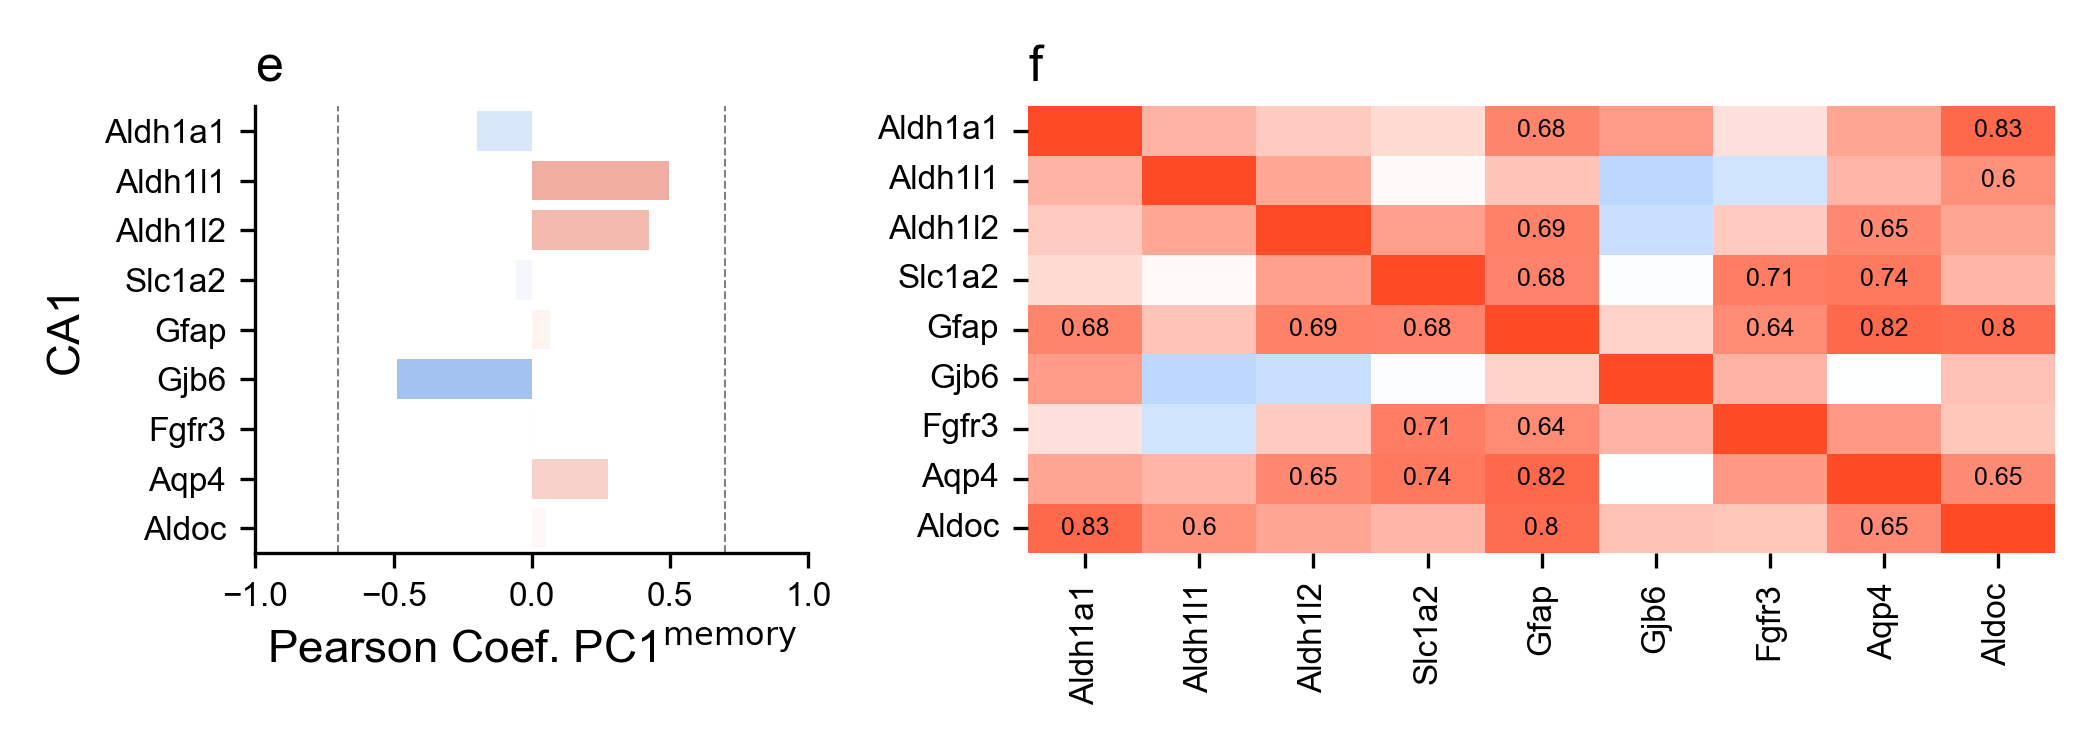 e
Aldh1a1
Aldh1l1
Aldh1l2
Slc1a2
Gfap
Gjb6
Fgfr3
Aqp4
Aldoc
CA1
−1.0 −0.5 0.0 0.5 1.0
Pearson Coef. PC1memory
f
Aldh1a1 0.68 0.83
Aldh1l1 0.6
Aldh1l2 0.69 0.65
Slc1a2 0.68 0.71 0.74
Gfap 0.68 0.69 0.68 0.64 0.82 0.8
Gjb6
Fgfr3 0.71 0.64
Aqp4 0.65 0.74 0.82 0.65
Aldoc 0.83 0.6 0.8 0.65
Aldh1a1 Aldh1l1 Aldh1l2 Slc1a2 Gfap Gjb6 Fgfr3 Aqp4 Aldoc